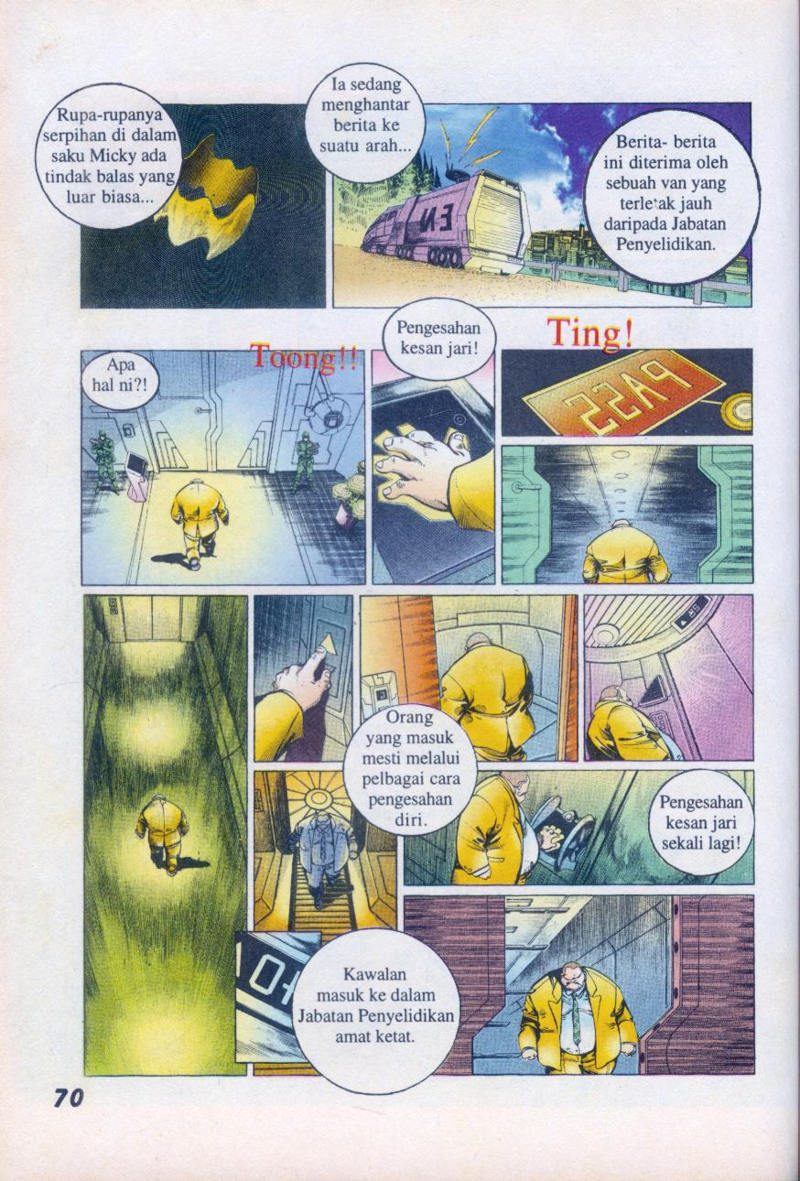 Rupa-rupanya
serpihan di dalam
saku Micky ada
tindak balas yang
luar biasa...
Ia sedang
menghantar
berita ke
suatu arah...
Berita- berita
ini diterima oleh
sebuah van yang
terletak jauh
daripada Jabatan
Penyelidikan.
Apa
hal ni?!
Toong!!
Pengesahan
kesan jari!
Ting!
PASS
Orang
yang masuk
mesti melalui
pelbagai cara
pengesahan
diri.
Pengesahan
kesan jari
sekali lagi!
Kawalan
masuk ke dalam
Jabatan Penyelidikan
amat ketat.
70